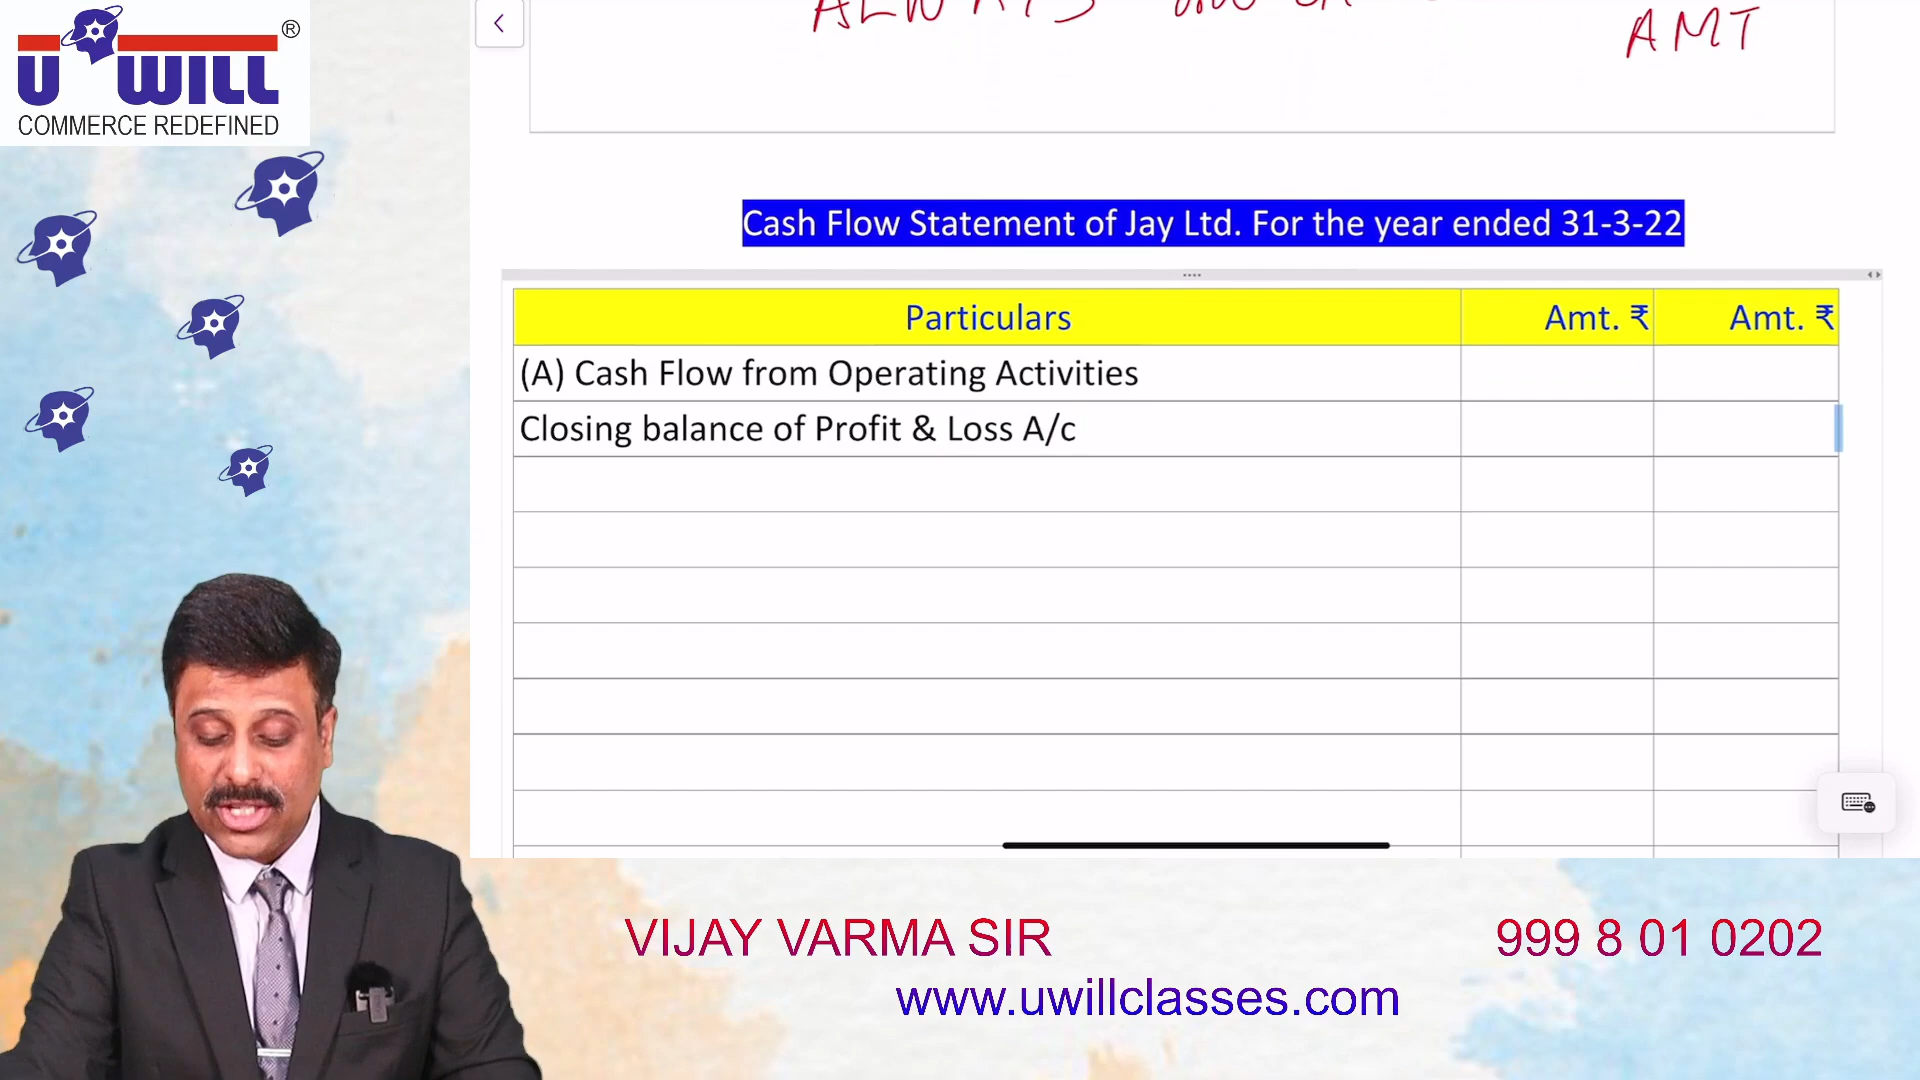 ALWAYS
AMT
U WILL ®
COMMERCE REDEFINED
Cash Flow Statement of Jay Ltd. For the year ended 31-3-22
Particulars Amt. ₹ Amt. ₹
(A) Cash Flow from Operating Activities
Closing balance of Profit & Loss A/c
VIJAY VARMA SIR 999 8 01 0202
www.uwillclasses.com